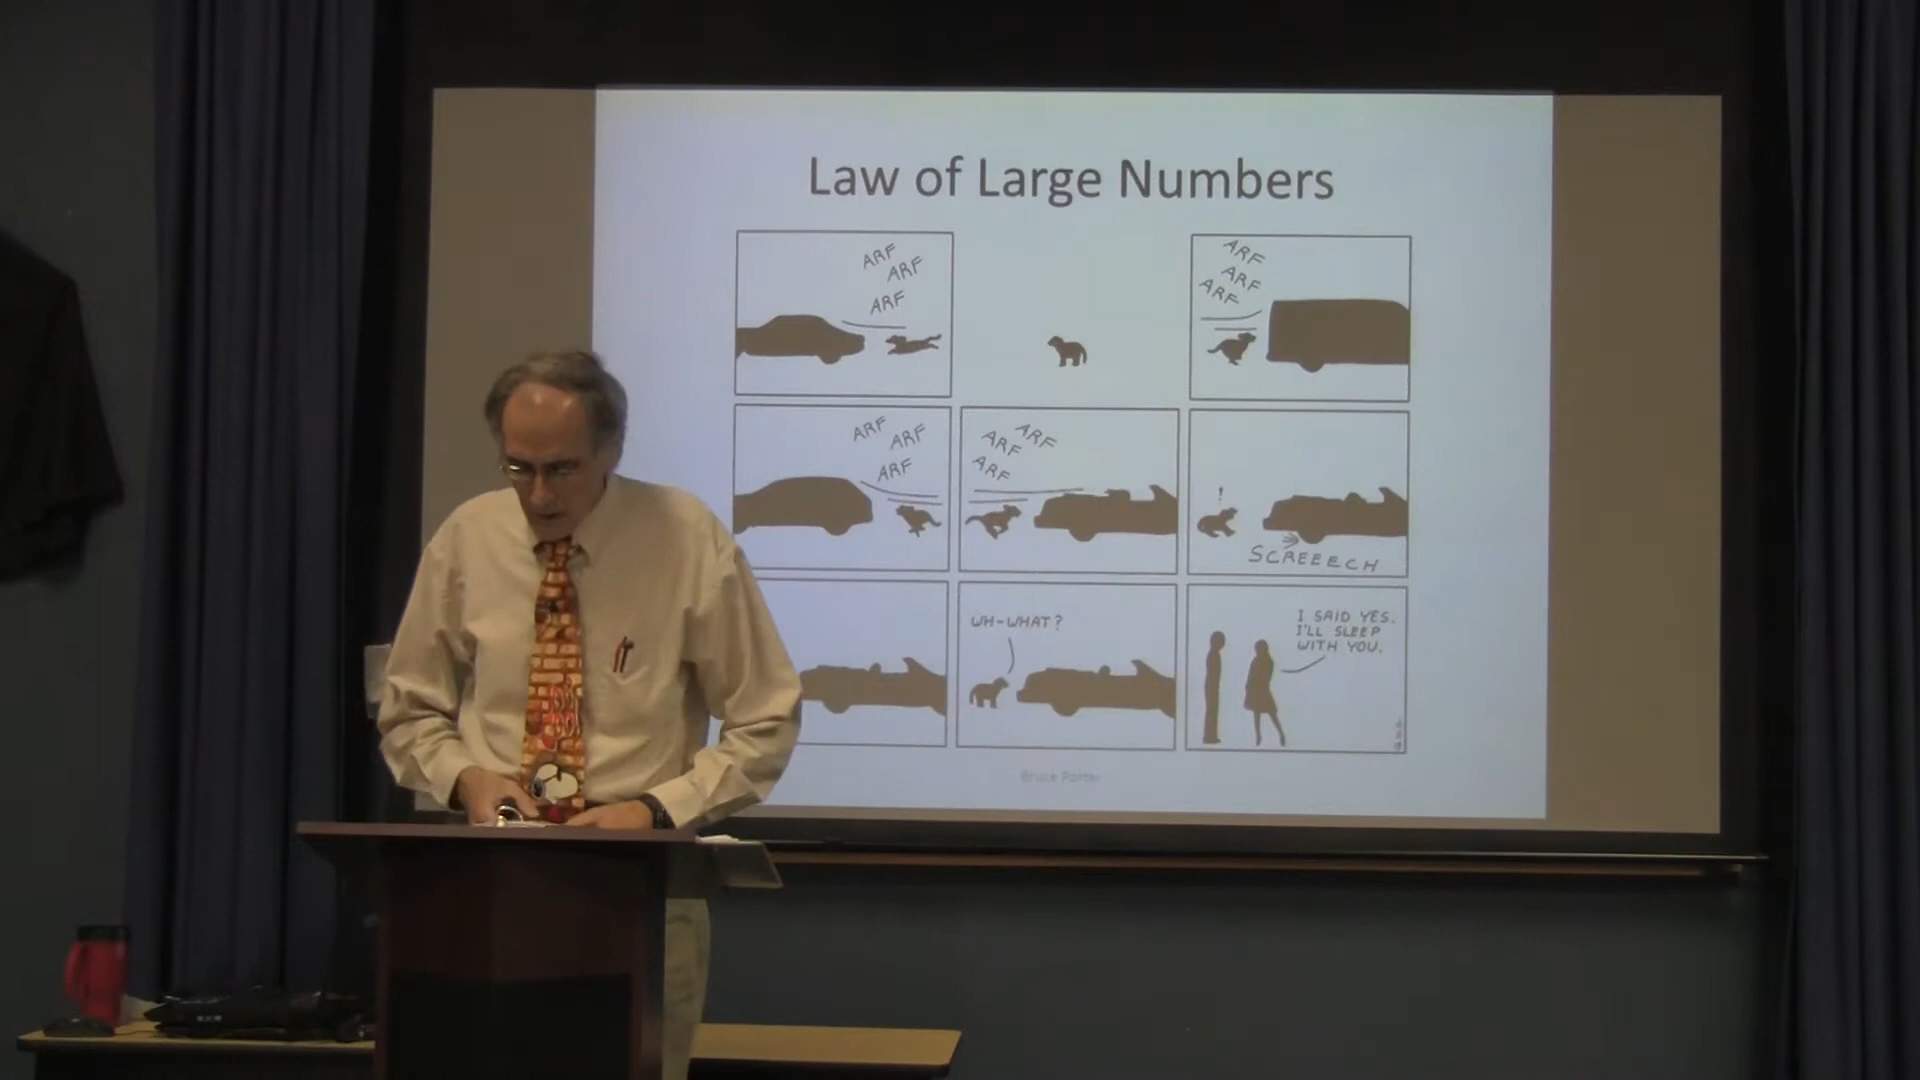 Law of Large Numbers
ARF
ARF
ARF
ARF
ARF
ARF
ARF
ARF
ARF
ARF
ARF
ARF
!
SCREEECH
WH-WHAT?
I SAID YES.
I'LL SLEEP
WITH YOU.
Bruce Porter